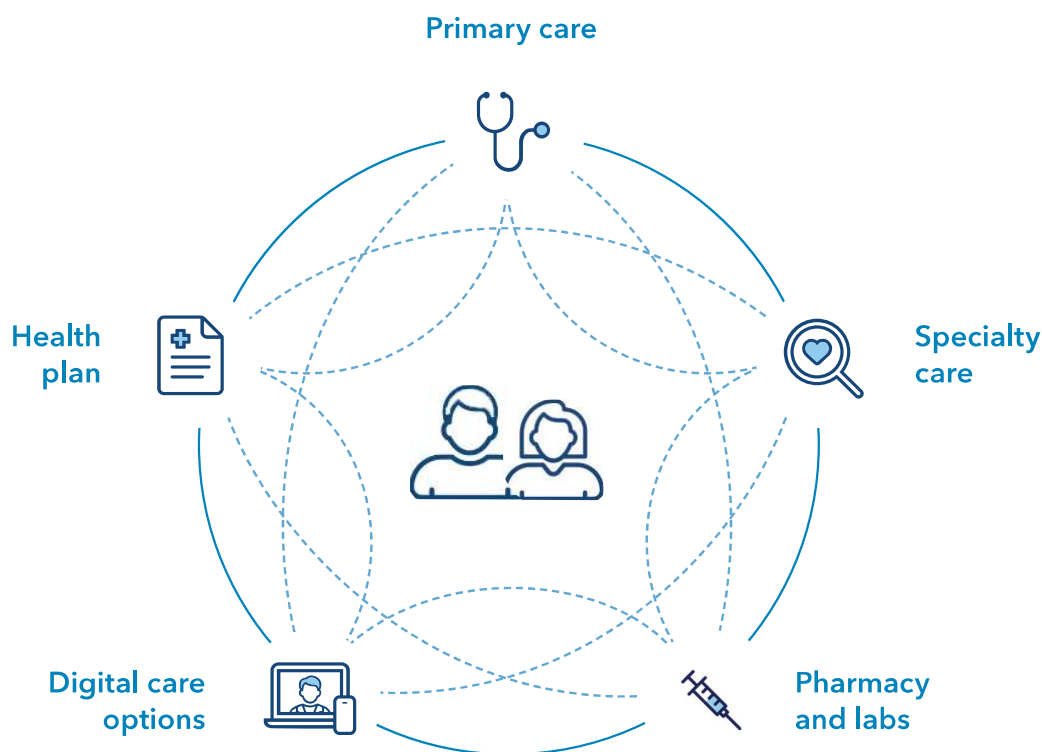 Primary care
Health
plan
Specialty
care
Digital care
options
Pharmacy
and labs